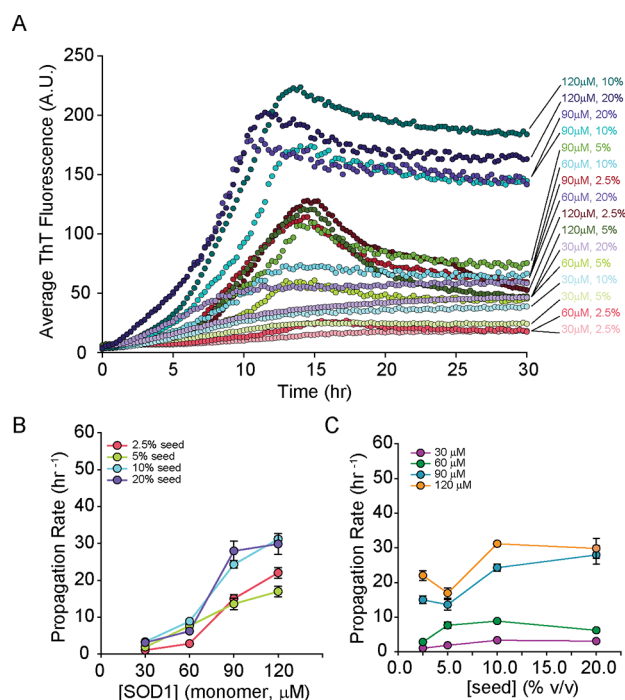 A
Average ThT Fluorescence (A.U.)
250
200
150
100
50
0
0 5 10 15 20 25 30
Time (hr)
120μM, 10%
120μM, 20%
90μM, 20%
90μM, 10%
90μM, 5%
60μM, 10%
90μM, 2.5%
60μM, 20%
120μM, 2.5%
120μM, 5%
30μM, 20%
60μM, 5%
30μM, 10%
30μM, 5%
60μM, 2.5%
30μM, 2.5%
B
Propagation Rate (hr⁻¹)
60
50
40
30
20
10
0
2.5% seed
5% seed
10% seed
20% seed
0 30 60 90 120
[SOD1] (monomer, μM)
C
Propagation Rate (hr⁻¹)
60
50
40
30
20
10
0
30 μM
60 μM
90 μM
120 μM
0.0 5.0 10.0 15.0 20.0
[seed] (% v/v)